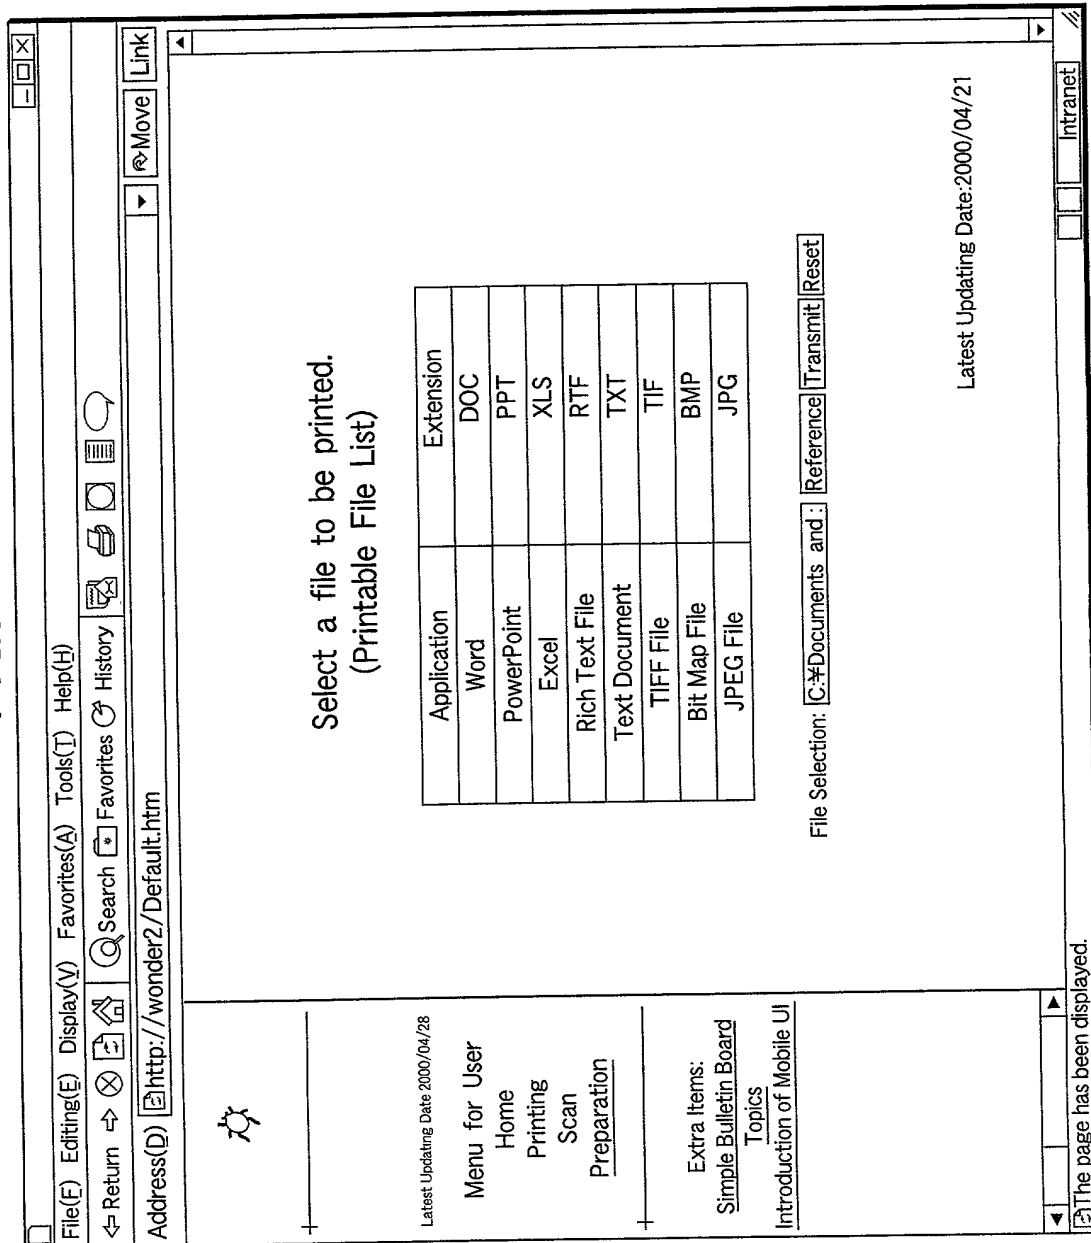 File(F) Editing(E) Display(V) Favorites(A) Tools(T) Help(H)
Return Search Favorites History
Address(D) http://wonder2/Default.htm Move Link
Latest Updating Date 2000/04/28
Menu for User
Home
Printing
Scan
Preparation
Extra Items:
Simple Bulletin Board
Topics
Introduction of Mobile UI
Select a file to be printed.
(Printable File List)
Application Extension
Word DOC
PowerPoint PPT
Excel XLS
Rich Text File RTF
Text Document TXT
TIFF File TIF
Bit Map File BMP
JPEG File JPG
File Selection: C:¥Documents and : Reference Transmit Reset
Latest Updating Date:2000/04/21
The page has been displayed. Intranet